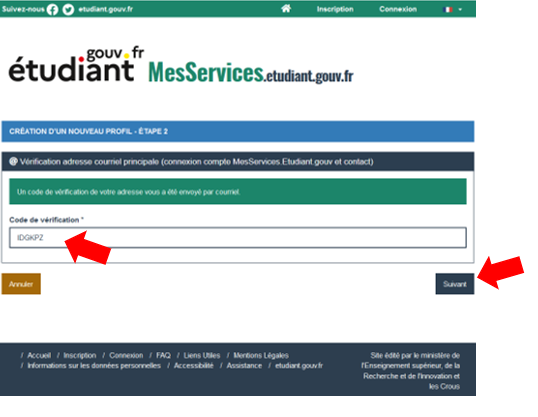 Suivez-nous etudiant.gouv.fr Inscription Connexion
gouv.fr
étudiant MesServices.etudiant.gouv.fr
CRÉATION D'UN NOUVEAU PROFIL - ÉTAPE 2
@ Vérification adresse courriel principale (connexion compte MesServices.Etudiant.gouv et contact)
Un code de vérification de votre adresse vous a été envoyé par courriel.
Code de vérification *
IDGKPZ
Annuler Suivant
/ Accueil / Inscription / Connexion / FAQ / Liens Utiles / Mentions Légales
/ Informations sur les données personnelles / Accessibilité / Assistance / etudiant.gouv.fr
Site édité par le ministère de
l'Enseignement supérieur, de la
Recherche et de l'Innovation et
les Crous